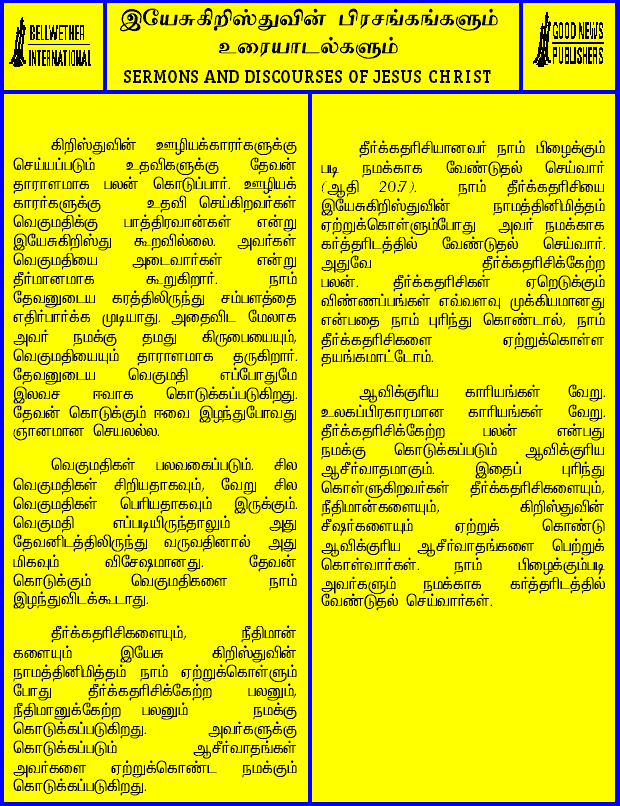 BELLWETHER
INTERNATIONAL
இயேசுகிறிஸ்துவின் பிரசங்கங்களும்
உரையாடல்களும்
SERMONS AND DISCOURSES OF JESUS CHRIST
GOOD NEWS
PUBLISHERS
கிறிஸ்துவின் ஊழியக்காரர்களுக்கு
செய்யப்படும் உதவிகளுக்கு தேவன்
தாராளமாக பலன் கொடுப்பார். ஊழியக்
காரர்களுக்கு உதவி செய்கிறவர்கள்
வெகுமதிக்கு பாத்திரவான்கள் என்று
இயேசுகிறிஸ்து கூறவில்லை. அவர்கள்
வெகுமதியை அடைவார்கள் என்று
தீர்மானமாக கூறுகிறார். நாம்
தேவனுடைய கரத்திலிருந்து சம்பளத்தை
எதிர்பார்க்க முடியாது. அதைவிட மேலாக
அவர் நமக்கு தமது கிருபையையும்,
வெகுமதியையும் தாராளமாக தருகிறார்.
தேவனுடைய வெகுமதி எப்போதுமே
இலவச ஈவாக கொடுக்கப்படுகிறது.
தேவன் கொடுக்கும் ஈவை இழந்துபோவது
ஞானமான செயலல்ல.
வெகுமதிகள் பலவகைப்படும். சில
வெகுமதிகள் சிறியதாகவும், வேறு சில
வெகுமதிகள் பெரியதாகவும் இருக்கும்.
வெகுமதி எப்படியிருந்தாலும் அது
தேவனிடத்திலிருந்து வருவதினால் அது
மிகவும் விசேஷமானது. தேவன்
கொடுக்கும் வெகுமதிகளை நாம்
இழந்துவிடக்கூடாது.
தீர்க்கதரிசிகளையும், நீதிமான்
களையும் இயேசு கிறிஸ்துவின்
நாமத்தினிமித்தம் நாம் ஏற்றுக்கொள்ளும்
போது தீர்க்கதரிசிக்கேற்ற பலனும்,
நீதிமானுக்கேற்ற பலனும் நமக்கு
கொடுக்கப்படுகிறது. அவர்களுக்கு
கொடுக்கப்படும் ஆசீர்வாதங்கள்
அவர்களை ஏற்றுக்கொண்ட நமக்கும்
கொடுக்கப்படுகிறது.
தீர்க்கதரிசியானவர் நாம் பிழைக்கும்
படி நமக்காக வேண்டுதல் செய்வார்
(ஆதி 20:7). நாம் தீர்க்கதரிசியை
இயேசுகிறிஸ்துவின் நாமத்தினிமித்தம்
ஏற்றுக்கொள்ளும்போது அவர் நமக்காக
கர்த்தரிடத்தில் வேண்டுதல் செய்வார்.
அதுவே தீர்க்கதரிசிக்கேற்ற
பலன். தீர்க்கதரிசிகள் ஏறெடுக்கும்
விண்ணப்பங்கள் எவ்வளவு முக்கியமானது
என்பதை நாம் புரிந்து கொண்டால், நாம்
தீர்க்கதரிசிகளை ஏற்றுக்கொள்ள
தயங்கமாட்டோம்.
ஆவிக்குரிய காரியங்கள் வேறு.
உலகப்பிரகாரமான காரியங்கள் வேறு.
தீர்க்கதரிசிக்கேற்ற பலன் என்பது
நமக்கு கொடுக்கப்படும் ஆவிக்குரிய
ஆசீர்வாதமாகும். இதைப் புரிந்து
கொள்ளுகிறவர்கள் தீர்க்கதரிசிகளையும்,
நீதிமான்களையும், கிறிஸ்துவின்
சீஷர்களையும் ஏற்றுக் கொண்டு
ஆவிக்குரிய ஆசீர்வாதங்களை பெற்றுக்
கொள்வார்கள். நாம் பிழைக்கும்படி
அவர்களும் நமக்காக கர்த்தரிடத்தில்
வேண்டுதல் செய்வார்கள்.